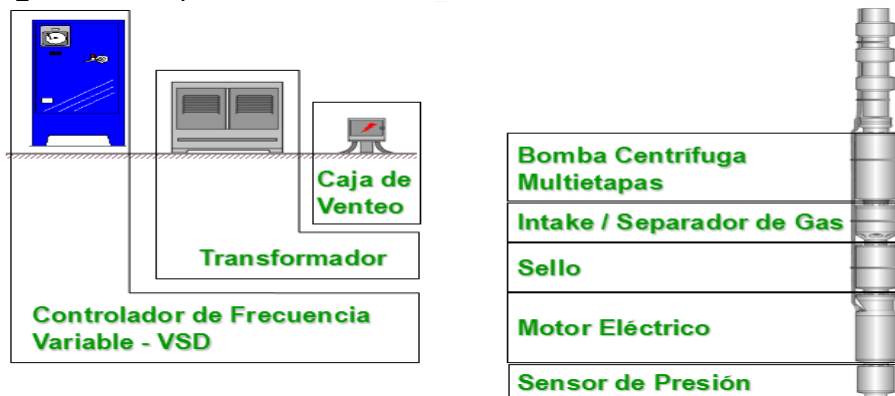 Caja de
Venteo
Transformador
Controlador de Frecuencia
Variable - VSD
Bomba Centrífuga
Multietapas
Intake / Separador de Gas
Sello
Motor Eléctrico
Sensor de Presión